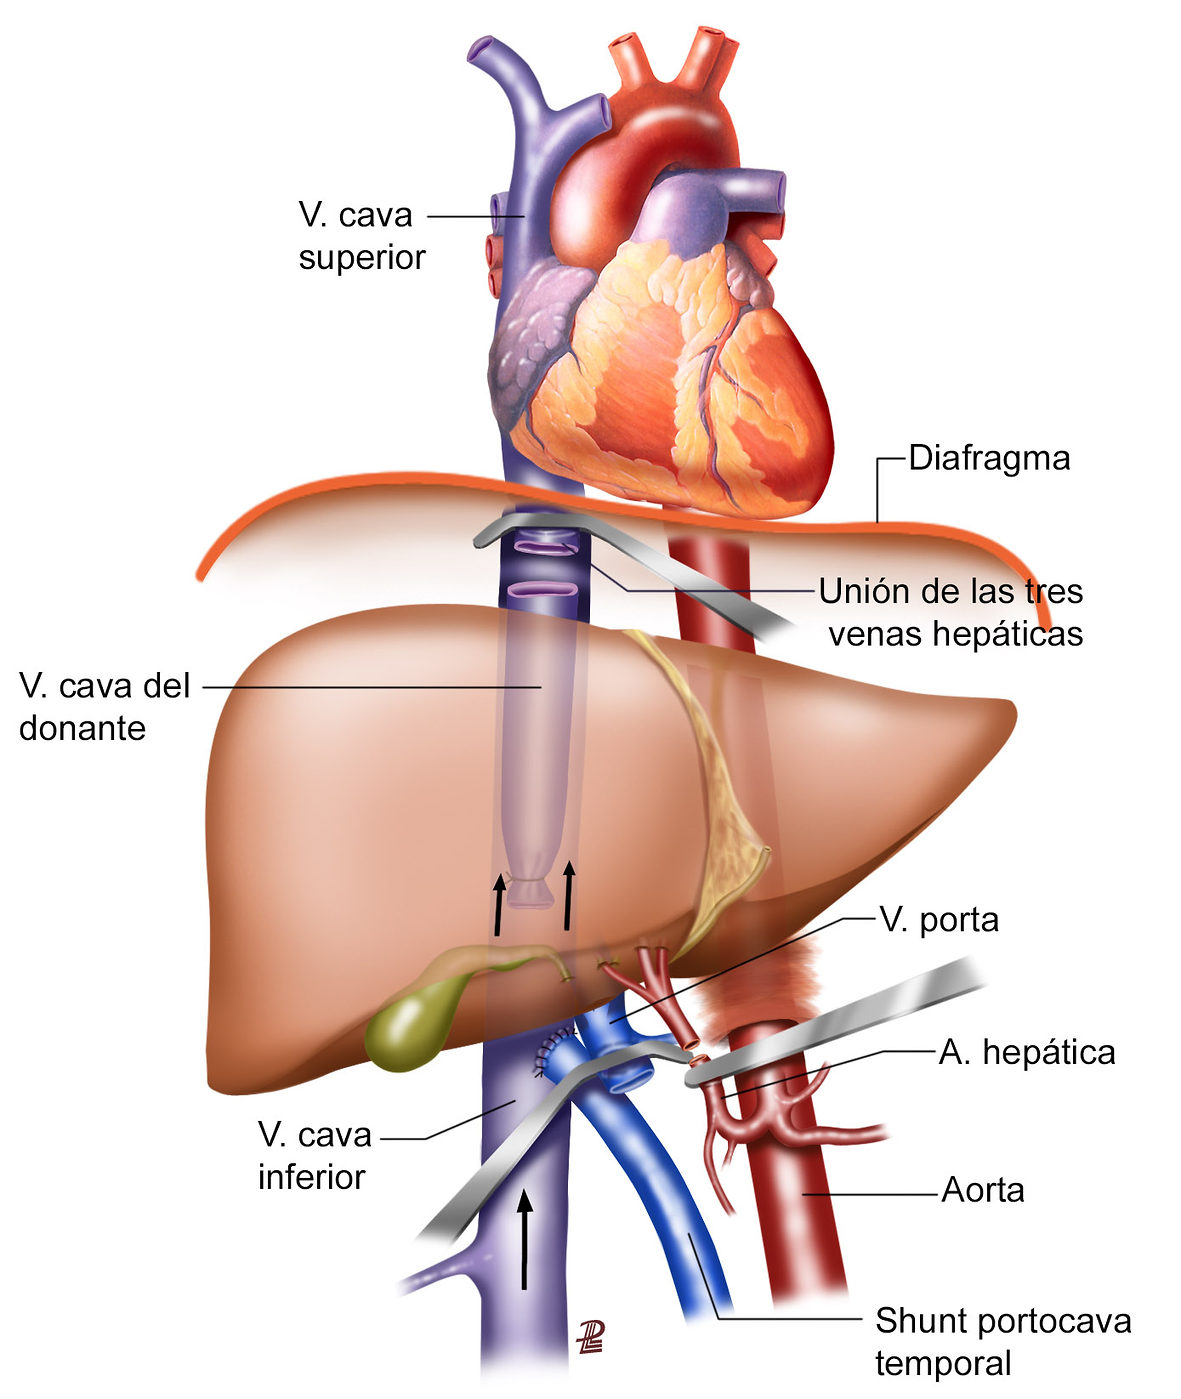 V. cava
superior
Diafragma
Unión de las tres
venas hepáticas
V. cava del
donante
V. porta
A. hepática
V. cava
inferior
Aorta
Shunt portocava
temporal